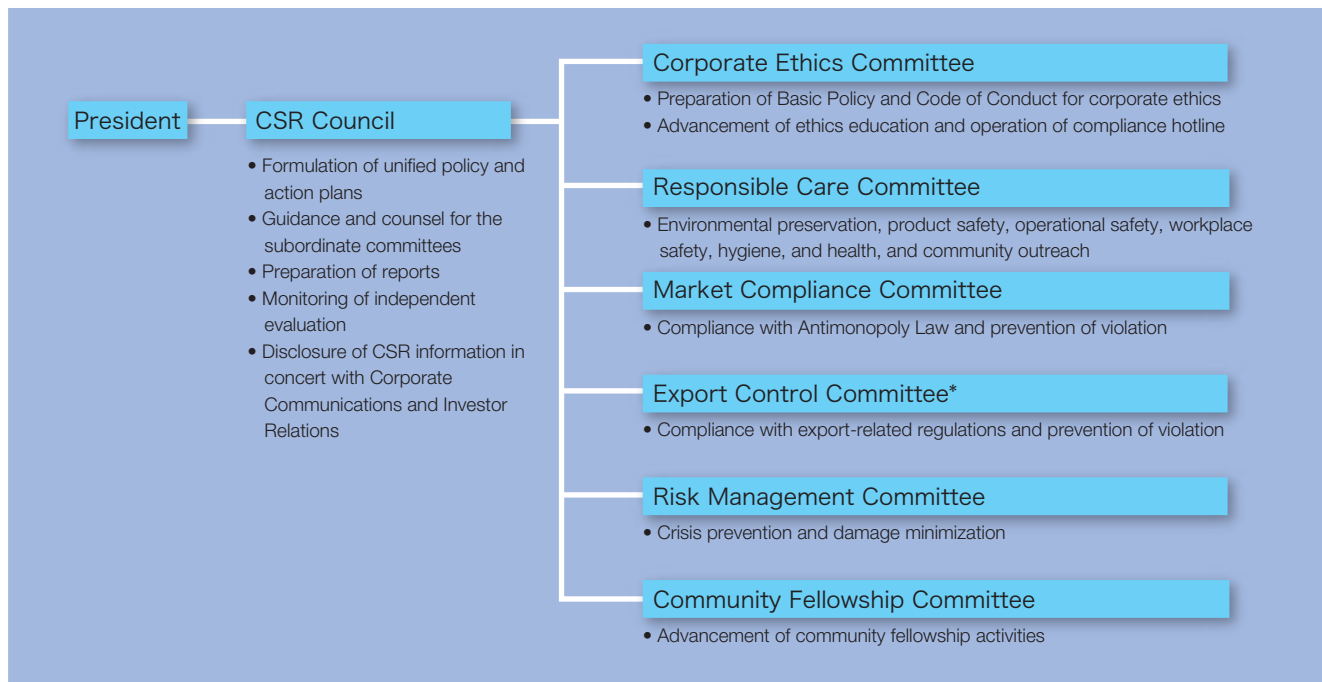 President
CSR Council
• Formulation of unified policy and
action plans
• Guidance and counsel for the
subordinate committees
• Preparation of reports
• Monitoring of independent
evaluation
• Disclosure of CSR information in
concert with Corporate
Communications and Investor
Relations
Corporate Ethics Committee
• Preparation of Basic Policy and Code of Conduct for corporate ethics
• Advancement of ethics education and operation of compliance hotline
Responsible Care Committee
• Environmental preservation, product safety, operational safety, workplace
safety, hygiene, and health, and community outreach
Market Compliance Committee
• Compliance with Antimonopoly Law and prevention of violation
Export Control Committee*
• Compliance with export-related regulations and prevention of violation
Risk Management Committee
• Crisis prevention and damage minimization
Community Fellowship Committee
• Advancement of community fellowship activities